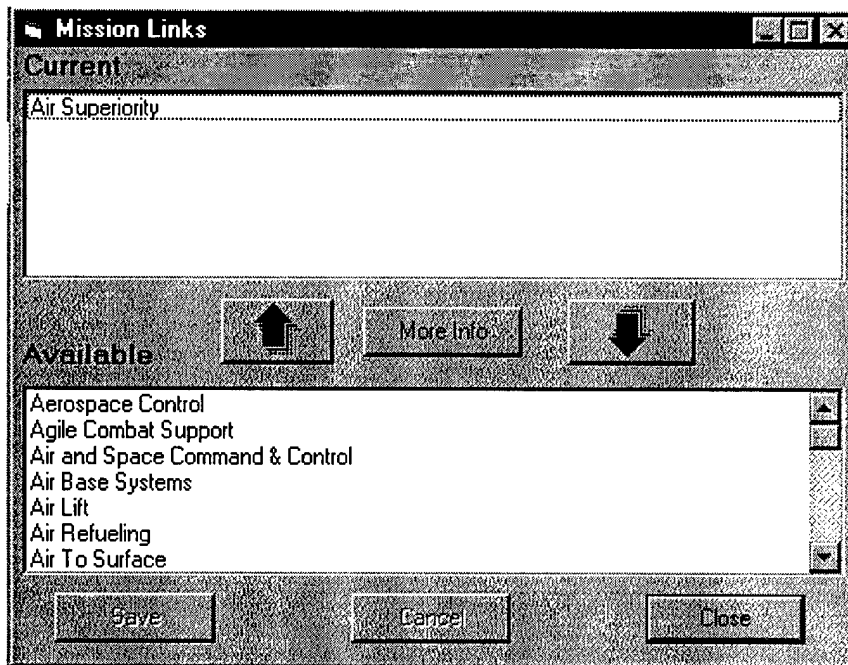 Mission Links
Current
Air Superiority
More Info
Available
Aerospace Control
Agile Combat Support
Air and Space Command & Control
Air Base Systems
Air Lift
Air Refueling
Air To Surface
Save Cancel Close